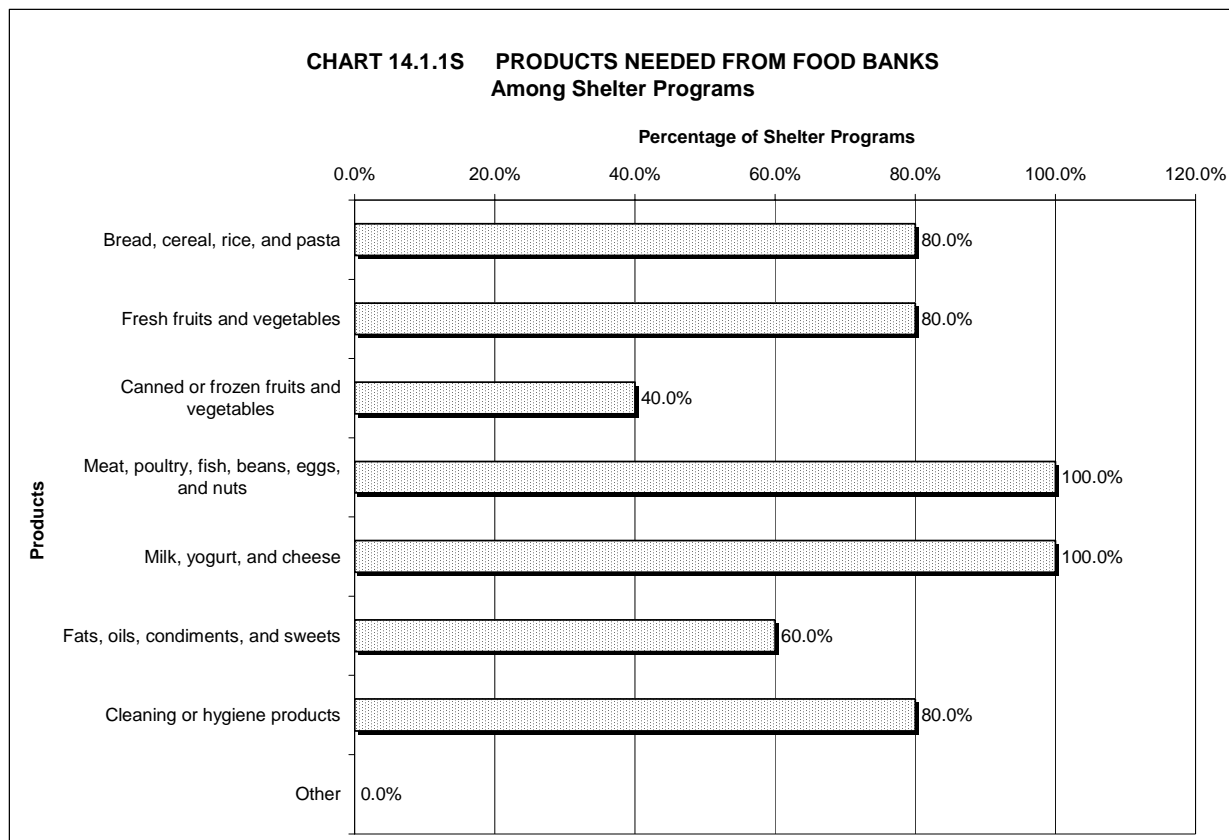 CHART 14.1.1S PRODUCTS NEEDED FROM FOOD BANKS
Among Shelter Programs
Percentage of Shelter Programs
0.0% 20.0% 40.0% 60.0% 80.0% 100.0% 120.0%
Products
Bread, cereal, rice, and pasta 80.0%
Fresh fruits and vegetables 80.0%
Canned or frozen fruits and
vegetables 40.0%
Meat, poultry, fish, beans, eggs,
and nuts 100.0%
Milk, yogurt, and cheese 100.0%
Fats, oils, condiments, and sweets 60.0%
Cleaning or hygiene products 80.0%
Other 0.0%